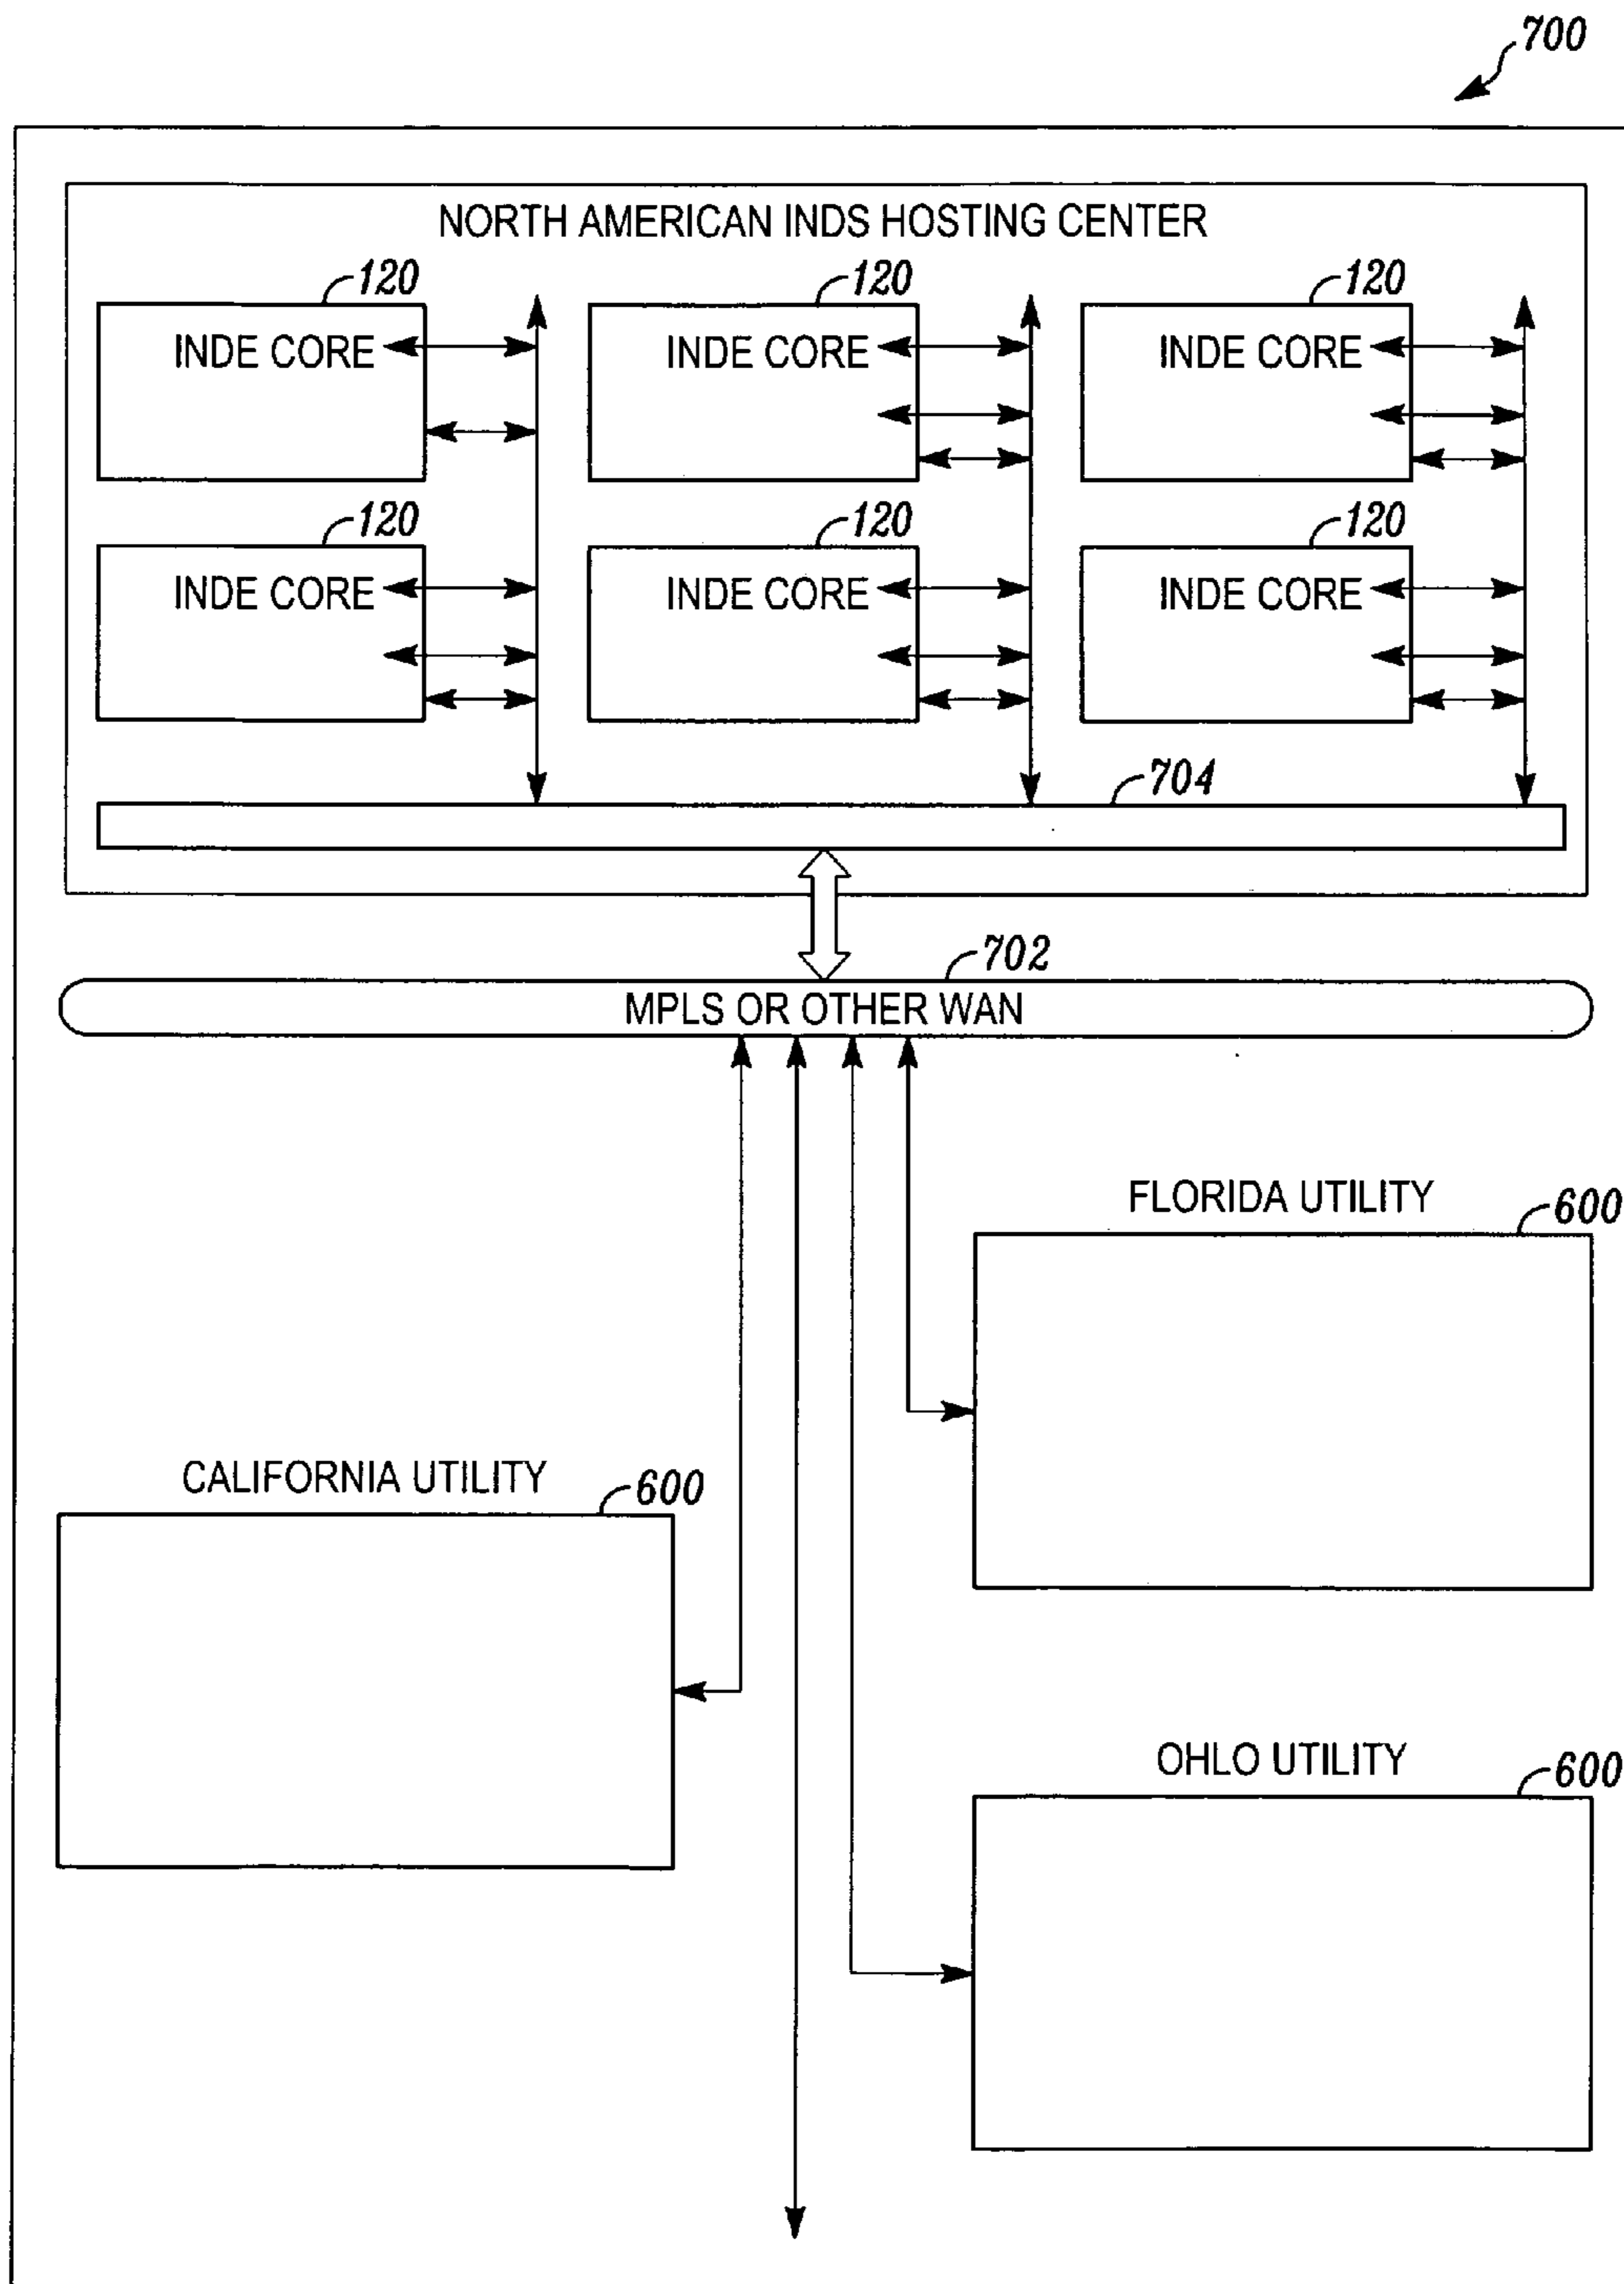 700
NORTH AMERICAN INDS HOSTING CENTER
120 120 120
INDE CORE INDE CORE INDE CORE
120 120 120
INDE CORE INDE CORE INDE CORE
704
702
MPLS OR OTHER WAN
FLORIDA UTILITY
600
CALIFORNIA UTILITY
600
OHLO UTILITY
600